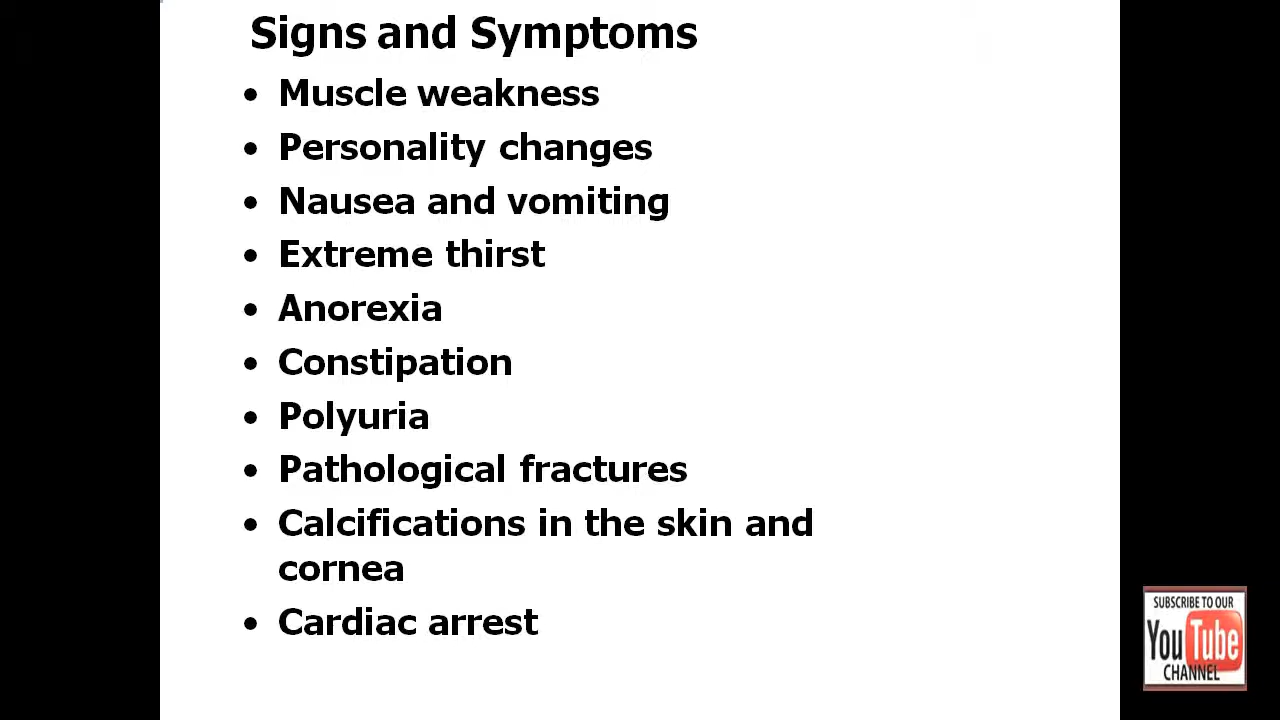 Signs and Symptoms
• Muscle weakness
• Personality changes
• Nausea and vomiting
• Extreme thirst
• Anorexia
• Constipation
• Polyuria
• Pathological fractures
• Calcifications in the skin and
cornea
• Cardiac arrest
SUBSCRIBE TO OUR
YouTube
CHANNEL